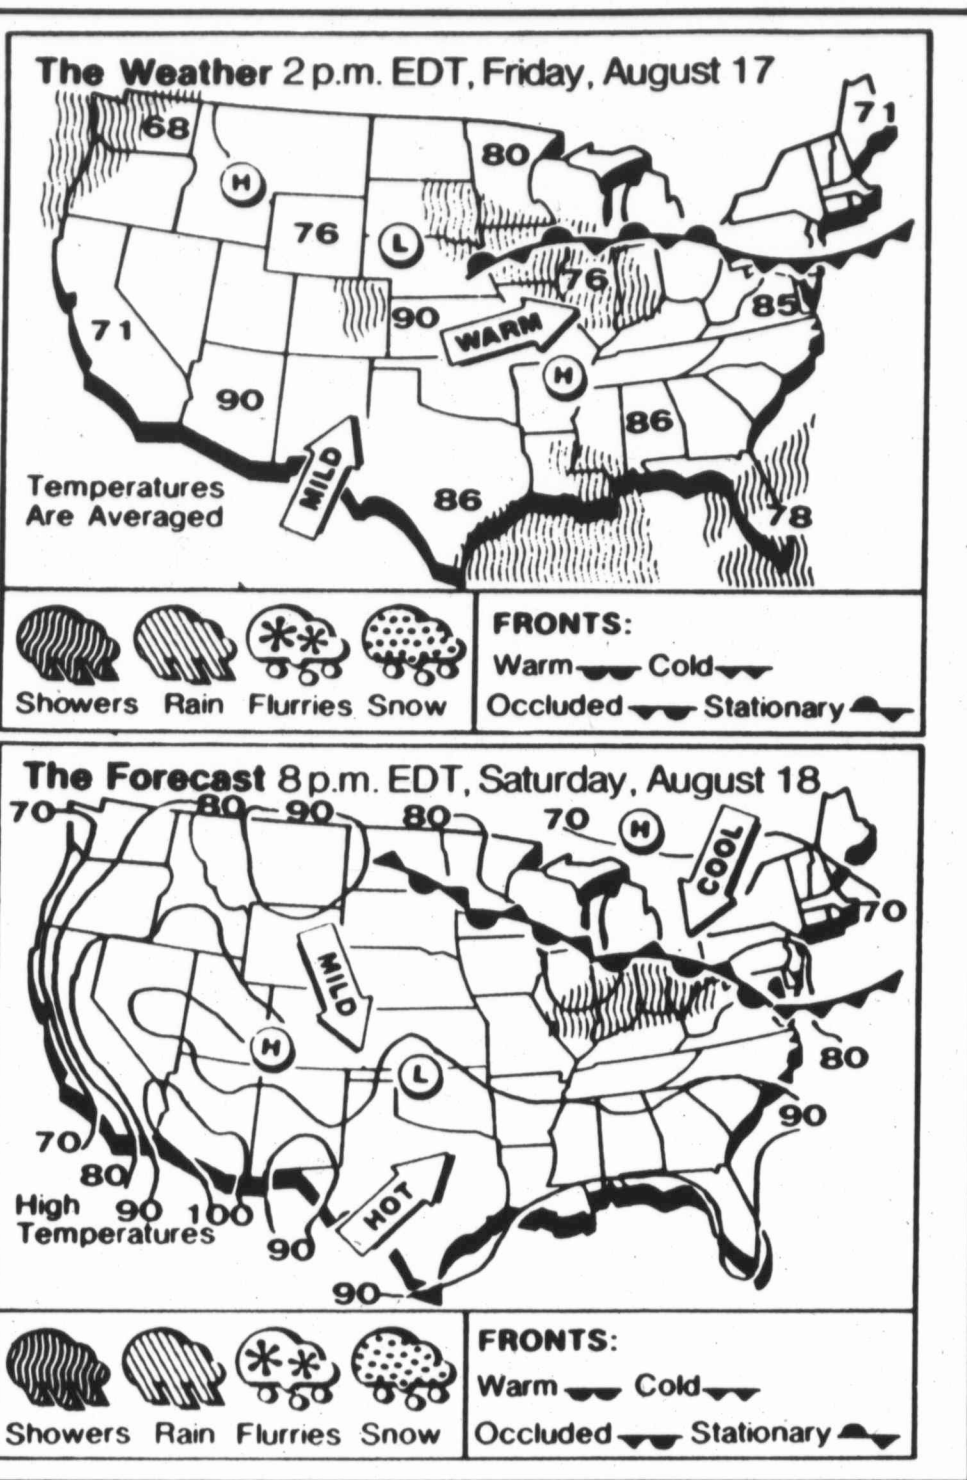 The Weather 2 p.m. EDT, Friday, August 17
71
68
80
H
76
L
76
85
90
WARM
71
H
90
86
MILD
Temperatures
Are Averaged
86
78
FRONTS:
Warm Cold
Showers Rain Flurries Snow
Occluded Stationary
The Forecast 8 p.m. EDT, Saturday, August 18
70 80 90 80 70 H
COOL
70
MILD
H
L
80
90
70
80
HOT
High
Temperatures
90 100
90
90
FRONTS:
Warm Cold
Showers Rain Flurries Snow
Occluded Stationary